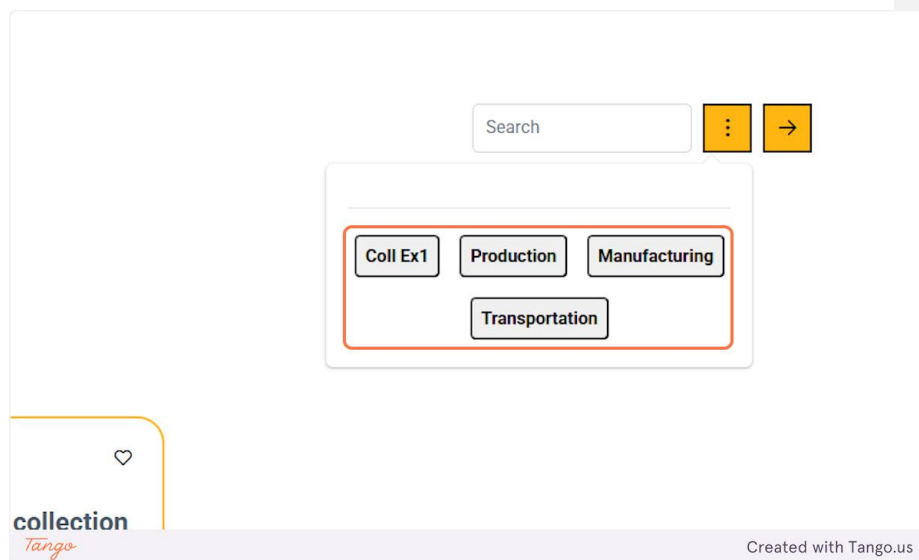 Search
Coll Ex1 Production Manufacturing
Transportation
collection
Tango Created with Tango.us